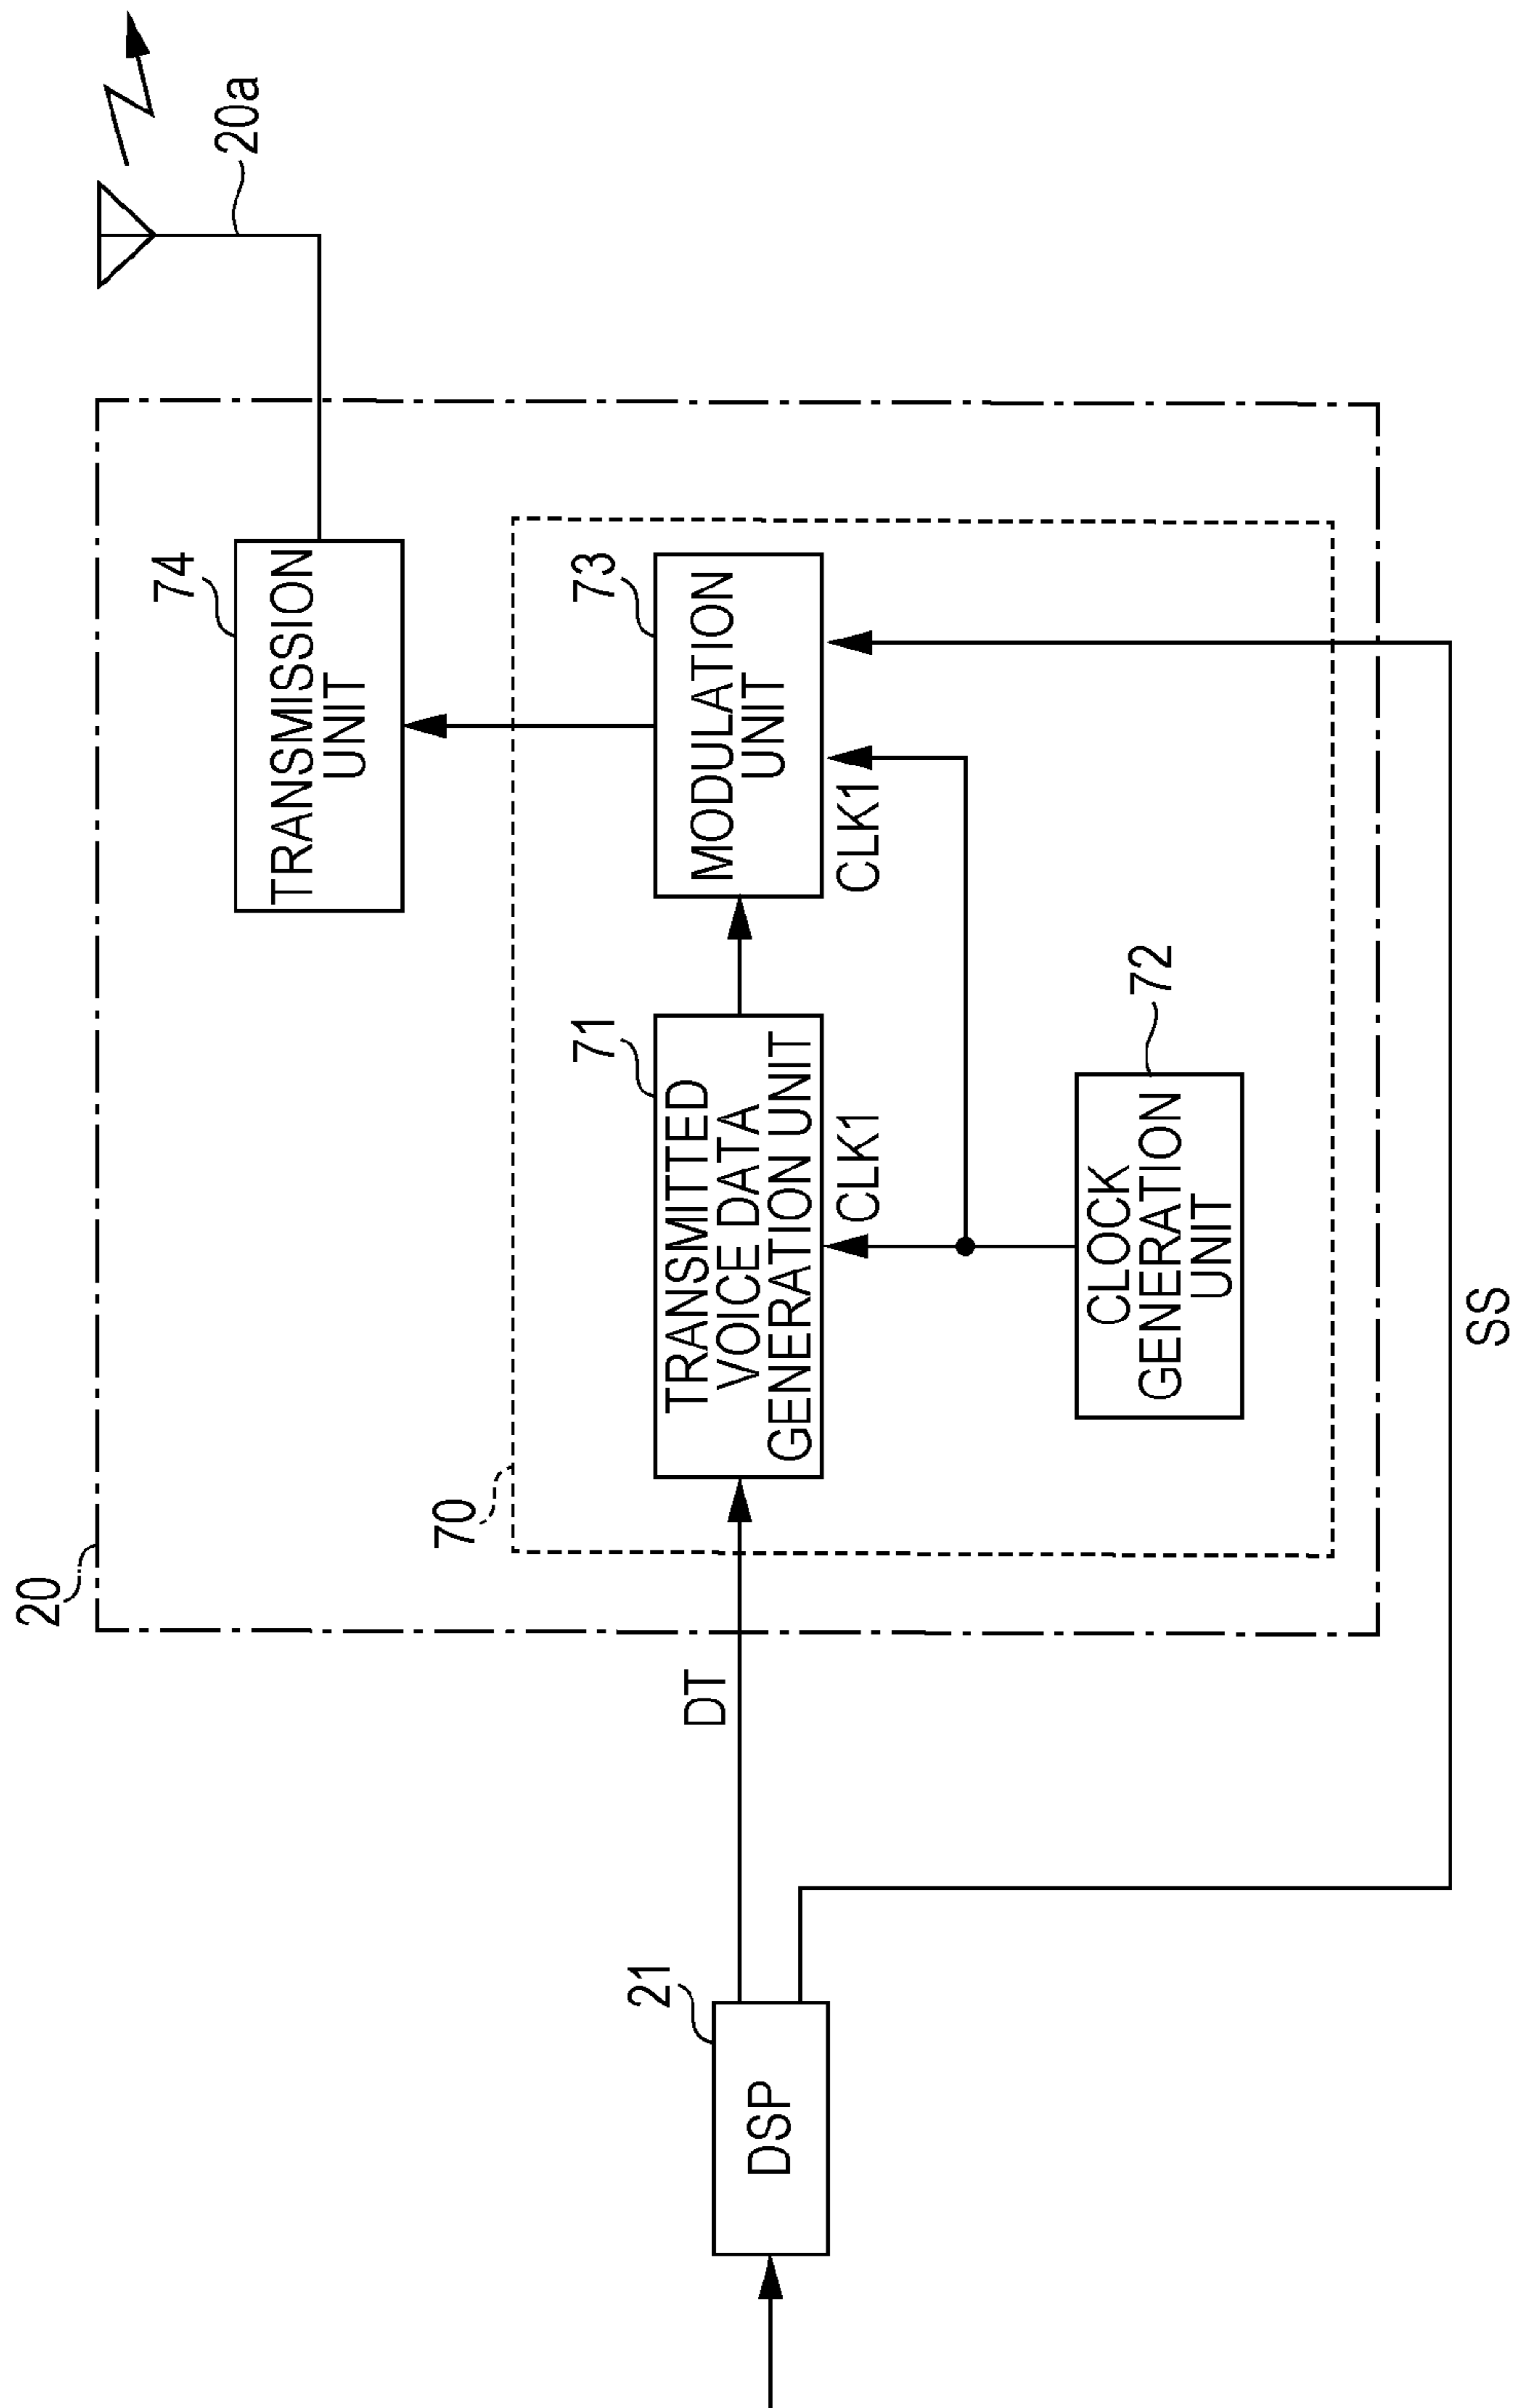 20
74
TRANSMISSION
UNIT
20a
70
71
TRANSMITTED
VOICE DATA
GENERATION UNIT
73
MODULATION
UNIT
21
DSP
DT
CLK1
CLK1
72
CLOCK
GENERATION
UNIT
SS